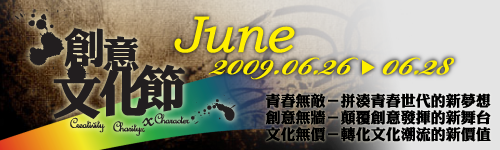 創意
文化節
Creativity Charity x Character
June
2009.06.26 ▶ 06.28
青春無敵－拼湊青春世代的新夢想
創意無牆－顛覆創意發揮的新舞台
文化無價－轉化文化潮流的新價值